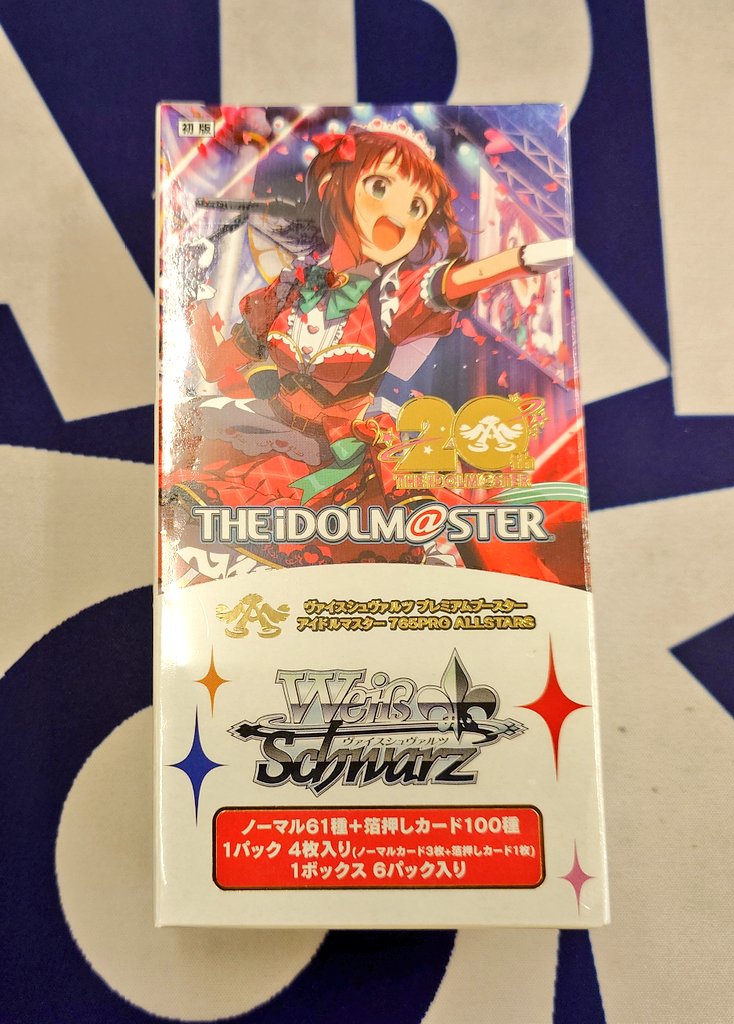 初版
20th
THE IDOLM@STER
THE iDOLM@STER
ヴァイスシュヴァルツ プレミアムブースター
アイドルマスター 765PRO ALLSTARS
Weiß
ヴァイスシュヴァルツ
Schwarz
ノーマル61種+箔押しカード100種
1パック 4枚入り(ノーマルカード3枚+箔押しカード1枚)
1ボックス 6パック入り